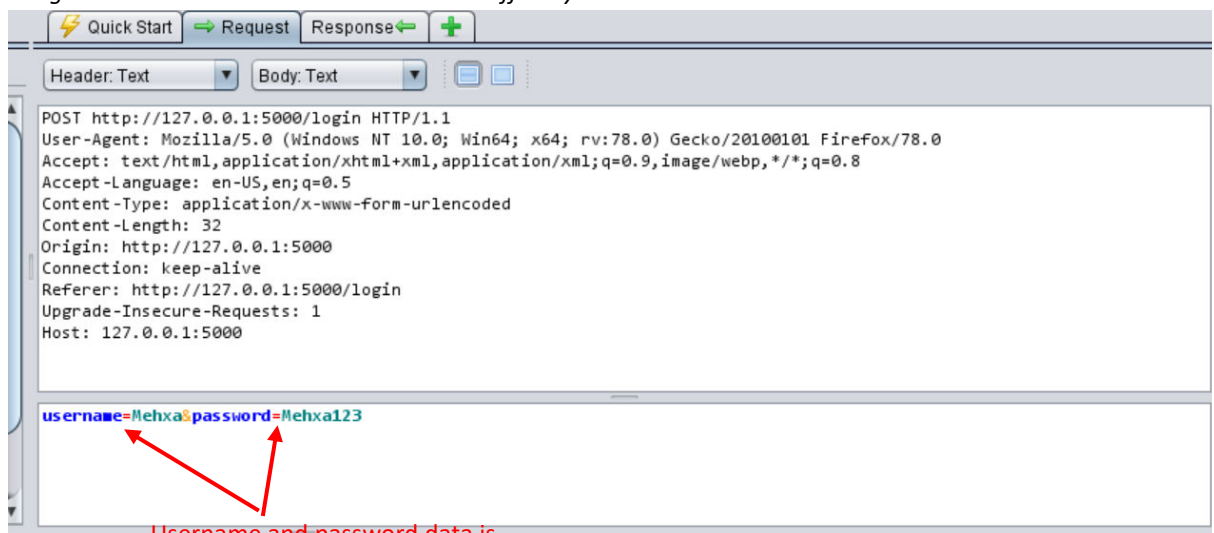 Quick Start
Request
Response
Header: Text
Body: Text
POST http://127.0.0.1:5000/login HTTP/1.1
User-Agent: Mozilla/5.0 (Windows NT 10.0; Win64; x64; rv:78.0) Gecko/20100101 Firefox/78.0
Accept: text/html,application/xhtml+xml,application/xml;q=0.9,image/webp,*/*;q=0.8
Accept-Language: en-US,en;q=0.5
Content-Type: application/x-www-form-urlencoded
Content-Length: 32
Origin: http://127.0.0.1:5000
Connection: keep-alive
Referer: http://127.0.0.1:5000/login
Upgrade-Insecure-Requests: 1
Host: 127.0.0.1:5000
username=Mehxa&password=Mehxa123
Username and password data is